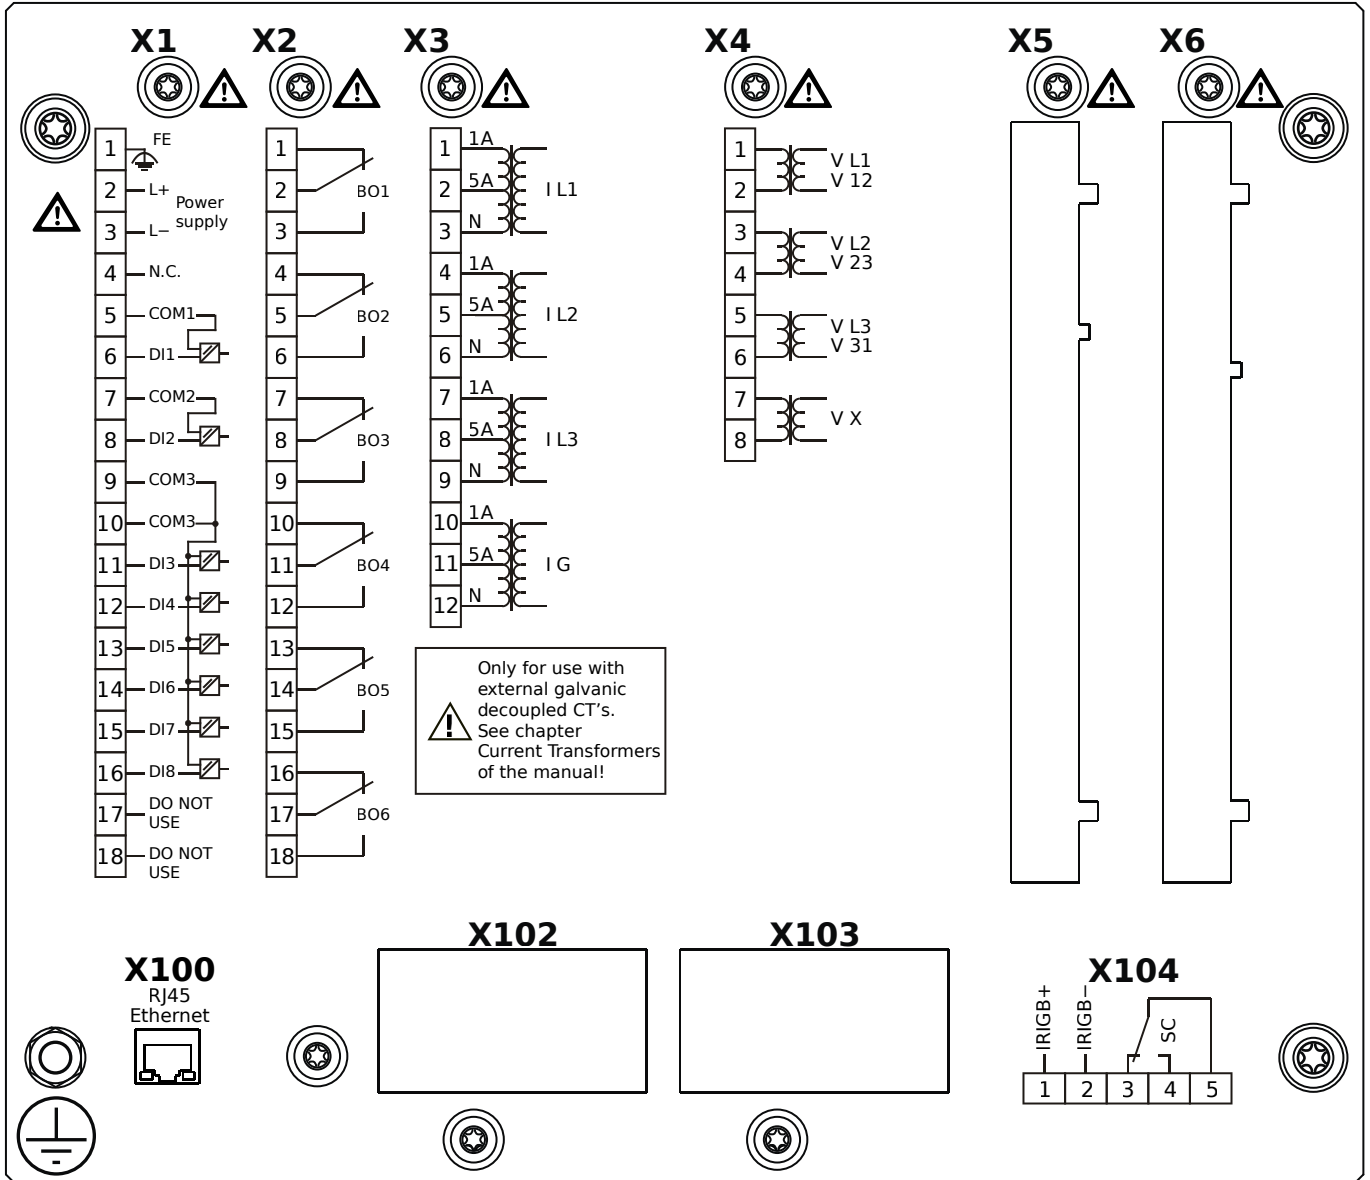 X1 X2 X3 X4 X5 X6
1 FE
2 L+
Power
supply
3 L−
4 N.C.
5 COM1
6 DI1
7 COM2
8 DI2
9 COM3
10 COM3
11 DI3
12 DI4
13 DI5
14 DI6
15 DI7
16 DI8
17 DO NOT
USE
18 DO NOT
USE
1
2 BO1
3
4
5 BO2
6
7
8 BO3
9
10
11 BO4
12
13
14 BO5
15
16
17 BO6
18
1 1A
2 5A I L1
3 N
4 1A
5 5A I L2
6 N
7 1A
8 5A I L3
9 N
10 1A
11 5A I G
12 N
Only for use with
external galvanic
decoupled CT's.
See chapter
Current Transformers
of the manual!
1 V L1
2 V 12
3 V L2
4 V 23
5 V L3
6 V 31
7 V X
8
X100
RJ45
Ethernet
X102
X103
X104
IRIGB+
IRIGB−
SC
1 2 3 4 5